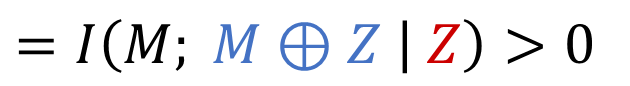 = I(M; M ⊕ Z | Z) > 0